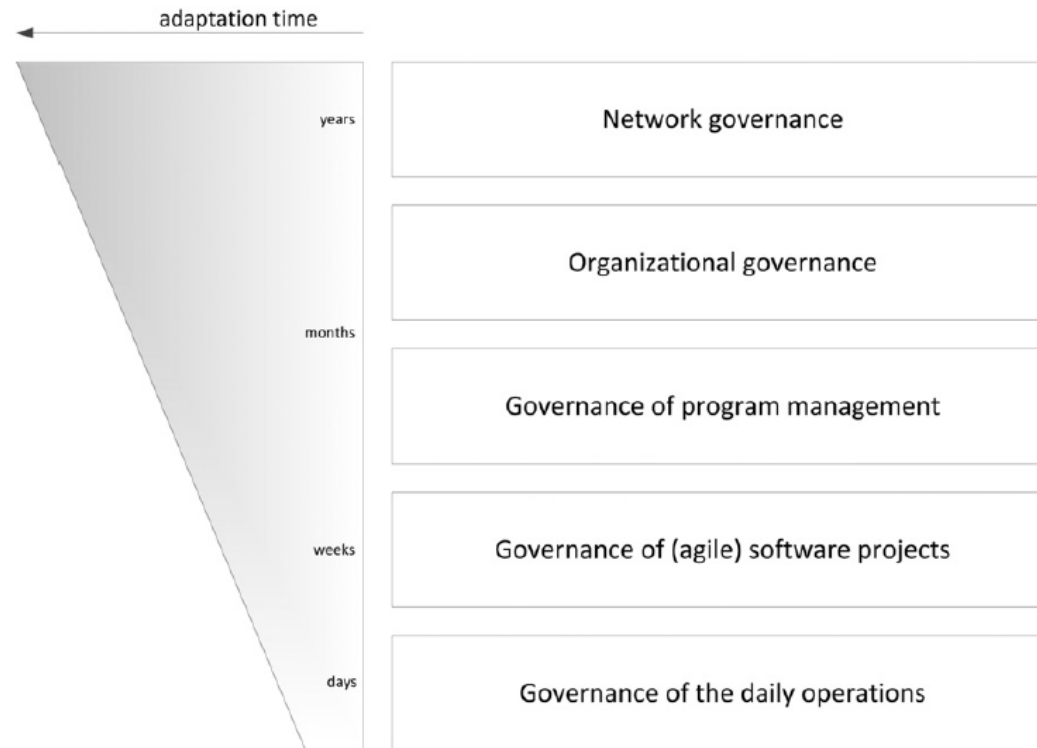 adaptation time
years
Network governance
Organizational governance
months
Governance of program management
weeks
Governance of (agile) software projects
days
Governance of the daily operations